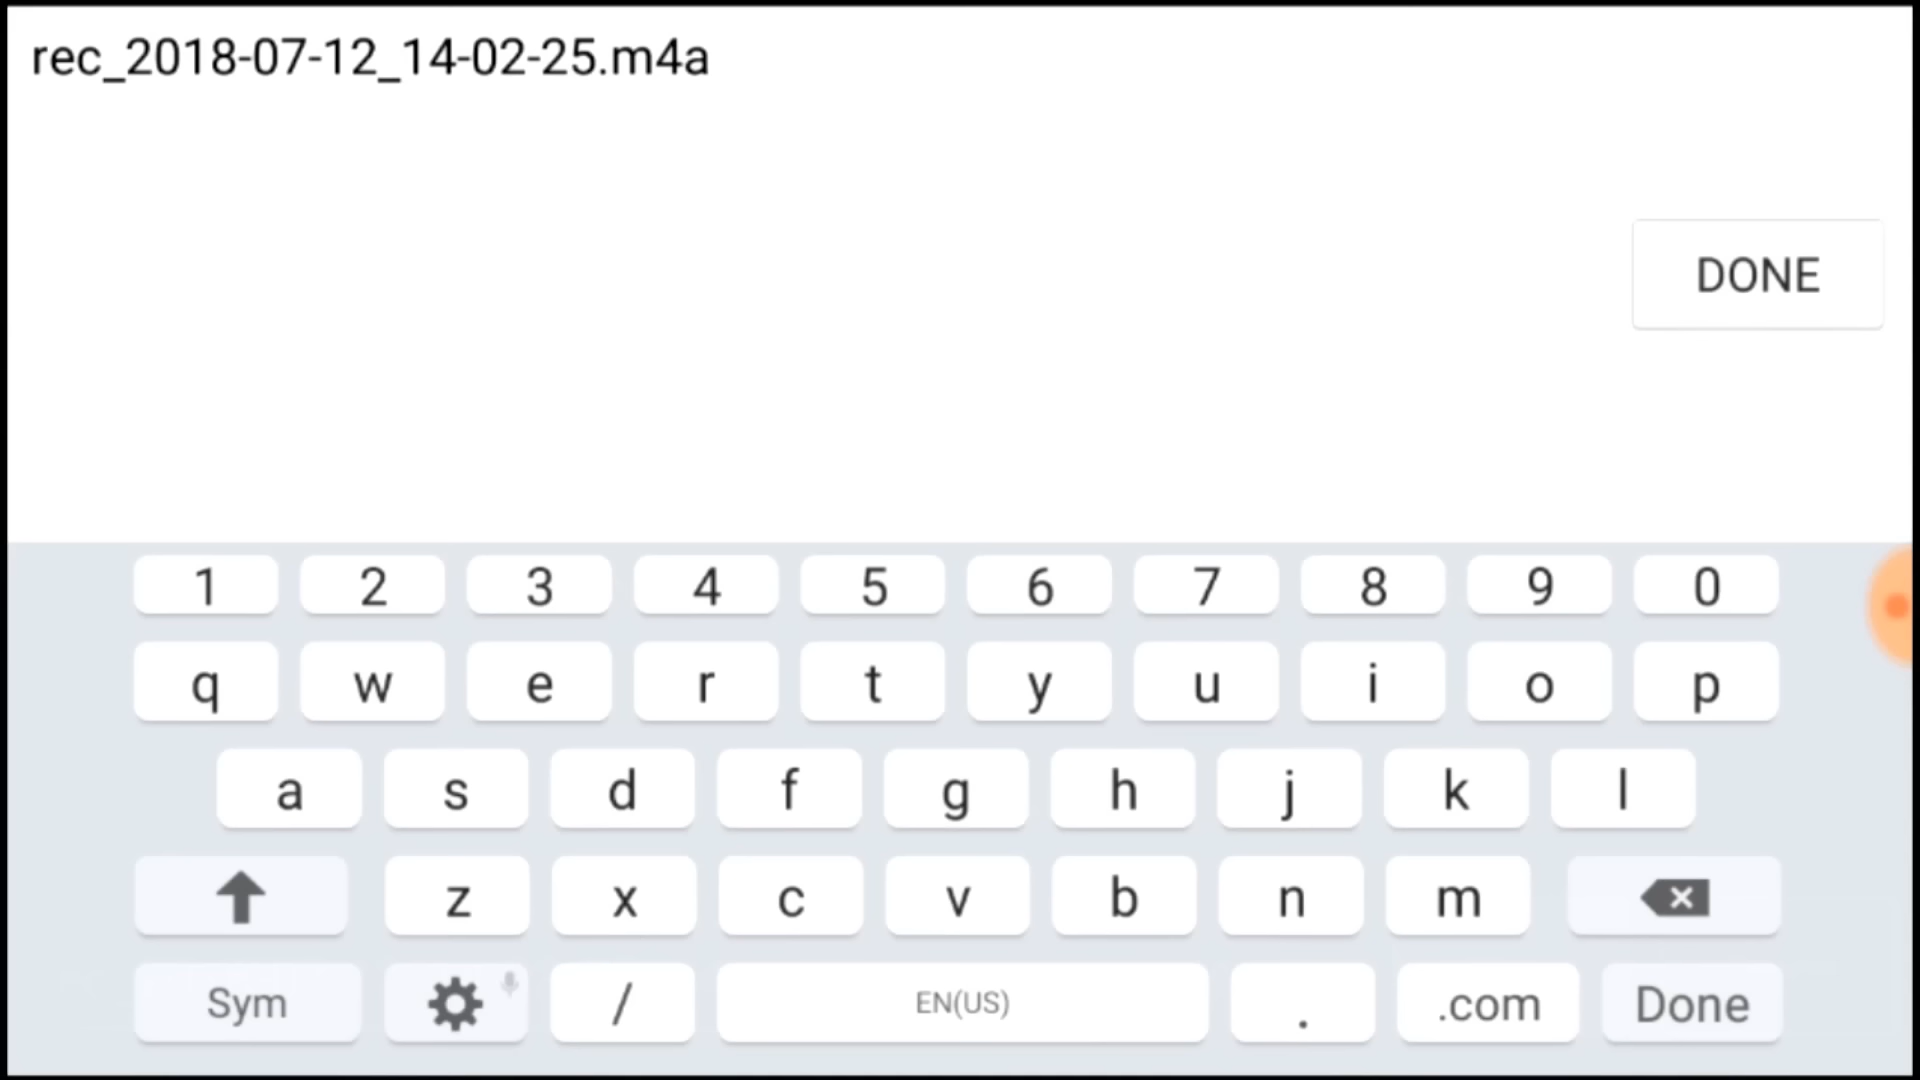 rec_2018-07-12_14-02-25.m4a
DONE
1 2 3 4 5 6 7 8 9 0
q w e r t y u i o p
a s d f g h j k l
z x c v b n m
Sym / EN(US) . .com Done